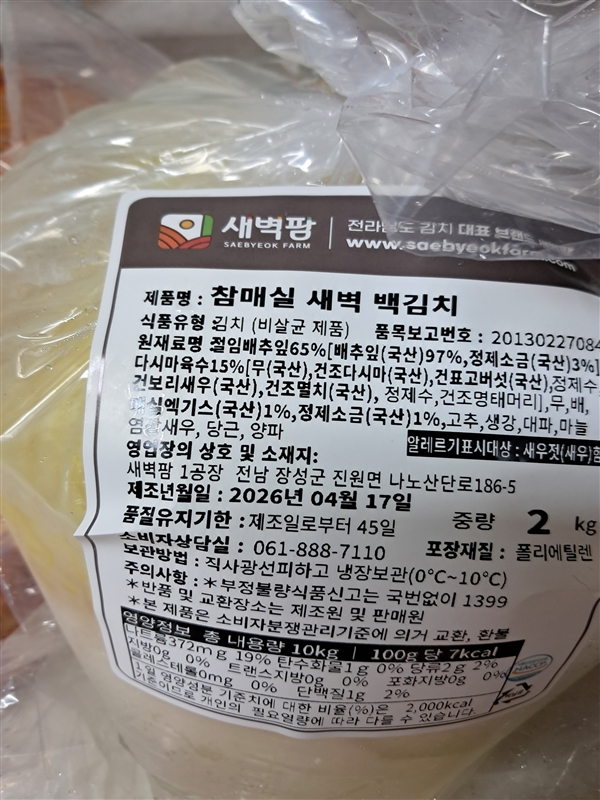 새벽팜
SAEBYEOK FARM
전라남도 김치 대표 브랜드
www.saebyeokfarm.com
제품명 : 참매실 새벽 백김치
식품유형 : 김치 (비살균 제품) 품목보고번호 : 20130227084
원재료명 절임배추잎65%[배추잎(국산)97%,정제소금(국산)3%]
다시마육수15%[무(국산),건조다시마(국산),건표고버섯(국산),정제수
건보리새우(국산),건조멸치(국산), 정제수,건조명태머리],무,배,
매실엑기스(국산)1%,정제소금(국산)1%,고추,생강,대파,마늘
염장새우, 당근, 양파
알레르기표시대상 : 새우젓(새우)함
영업장의 상호 및 소재지:
새벽팜 1공장 전남 장성군 진원면 나노산단로186-5
제조년월일 : 2026년 04월 17일
품질유지기한 : 제조일로부터 45일 중량 2 kg
소비자상담실 : 061-888-7110 포장재질 : 폴리에틸렌
보관방법 : 직사광선피하고 냉장보관(0°C~10°C)
주의사항 : *부정불량식품신고는 국번없이 1399
*반품 및 교환장소는 제조원 및 판매원
*본 제품은 소비자분쟁관리기준에 의거 교환, 환불
영양정보 총 내용량 10kg | 100g 당 7kcal
나트륨372mg 19% 탄수화물1g 0% 당류2g 2%
지방0g 0% 트랜스지방0g 0% 포화지방0g 0%
콜레스테롤0mg 0% 단백질1g 2%
1일 영양성분 기준치에 대한 비율(%)은 2,000kcal
기준이므로 개인의 필요열량에 따라 다를 수 있습니다.
HACCP